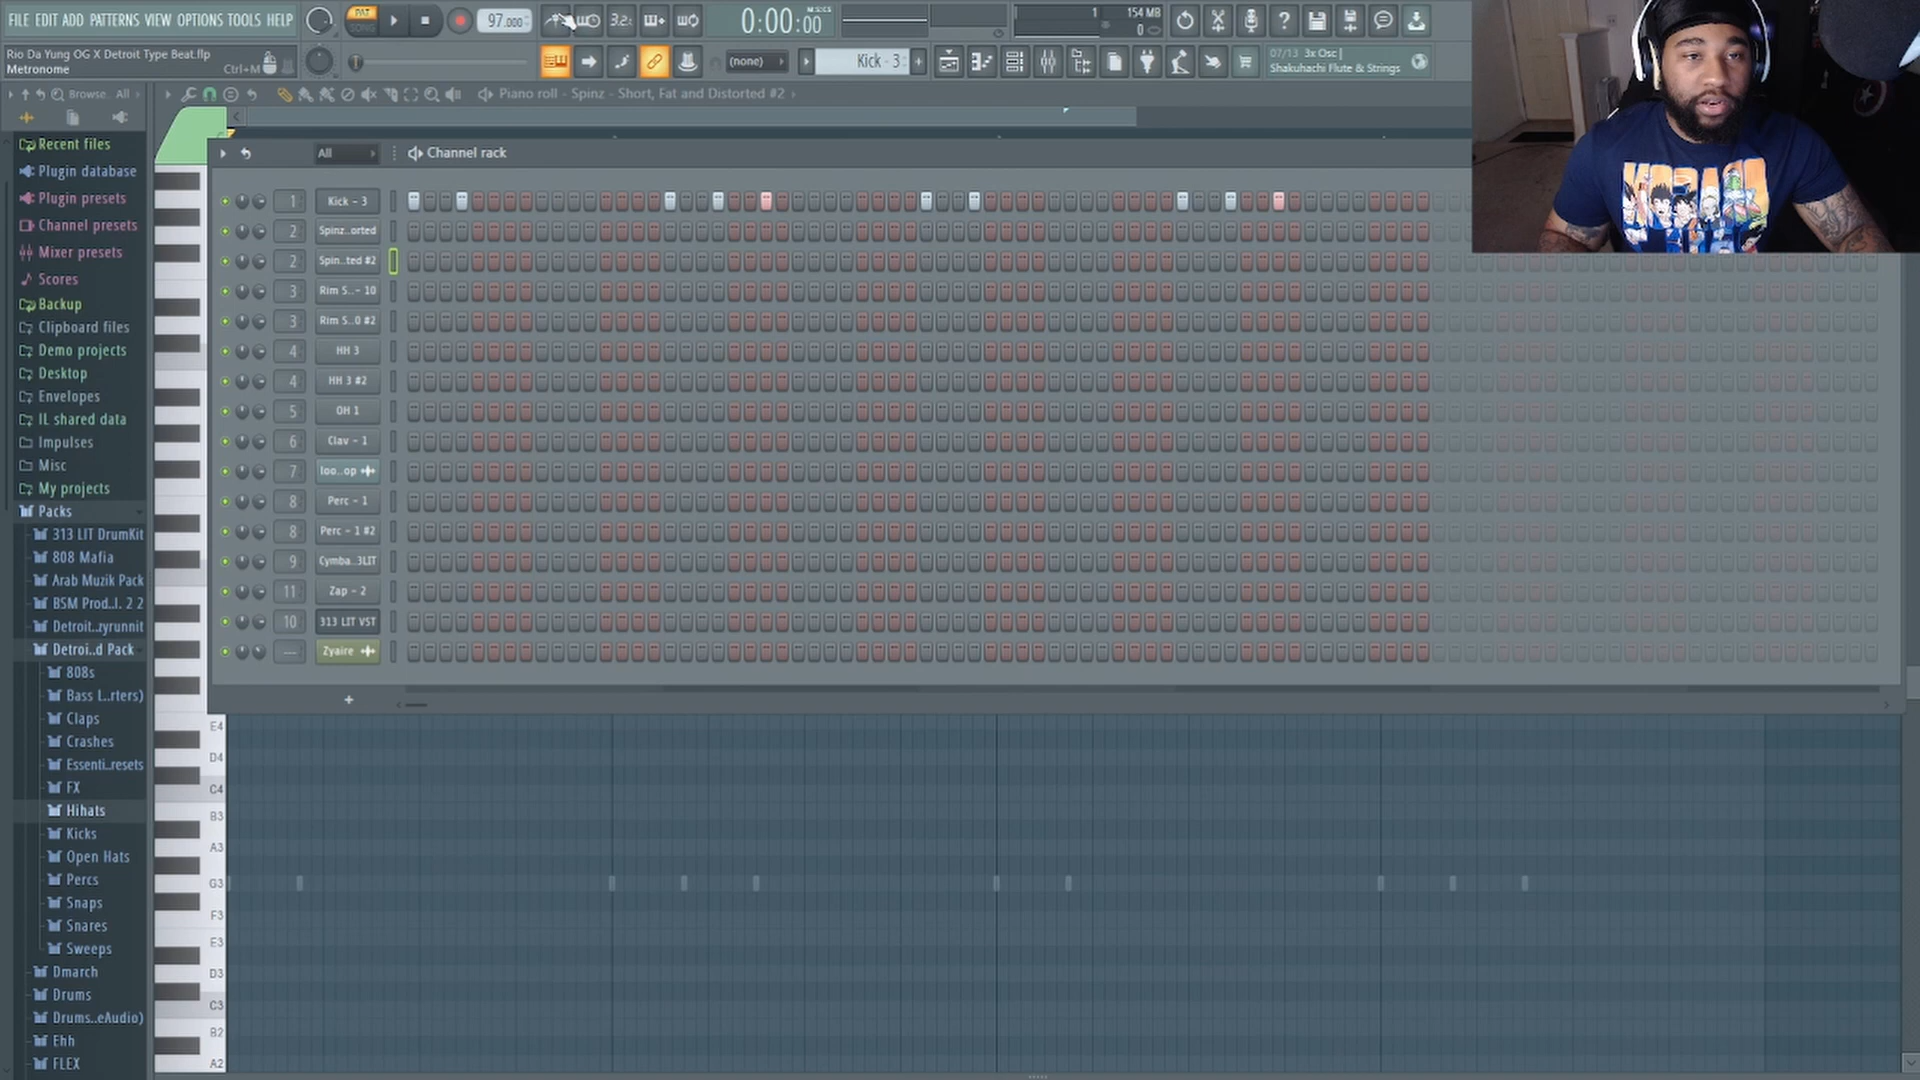 FILE EDIT ADD PATTERNS VIEW OPTIONS TOOLS HELP
PAT
SONG
97.000
3.2:
0:00:00
M:S:CS
1
154 MB
0
Rio Da Yung OG X Detroit Type Beat.flp
Metronome
Ctrl+M
(none)
Kick - 3
07/13 3x Osc |
Shakuhachi Flute & Strings
Browse.. All
Piano roll - Spinz - Short, Fat and Distorted #2
Recent files
Plugin database
Plugin presets
Channel presets
Mixer presets
Scores
Backup
Clipboard files
Demo projects
Desktop
Envelopes
IL shared data
Impulses
Misc
My projects
Packs
313 LIT DrumKit
808 Mafia
Arab Muzik Pack
BSM Prod..l. 2 2
Detroit..zyrunnit
Detroi..d Pack
808s
Bass L..rters)
Claps
Crashes
Essenti..resets
FX
Hihats
Kicks
Open Hats
Percs
Snaps
Snares
Sweeps
Dmarch
Drums
Drums..eAudio)
Ehh
FLEX
All
Channel rack
1 Kick - 3
2 Spinz..orted
2 Spin..ted #2
3 Rim S..- 10
3 Rim S..0 #2
4 HH 3
4 HH 3 #2
5 OH 1
6 Clav - 1
7 loo..op
8 Perc - 1
8 Perc - 1 #2
9 Cymba..3LIT
11 Zap - 2
10 313 LIT VST
--- Zyaire
+
E4
D4
C4
B3
A3
G3
F3
E3
D3
C3
B2
A2